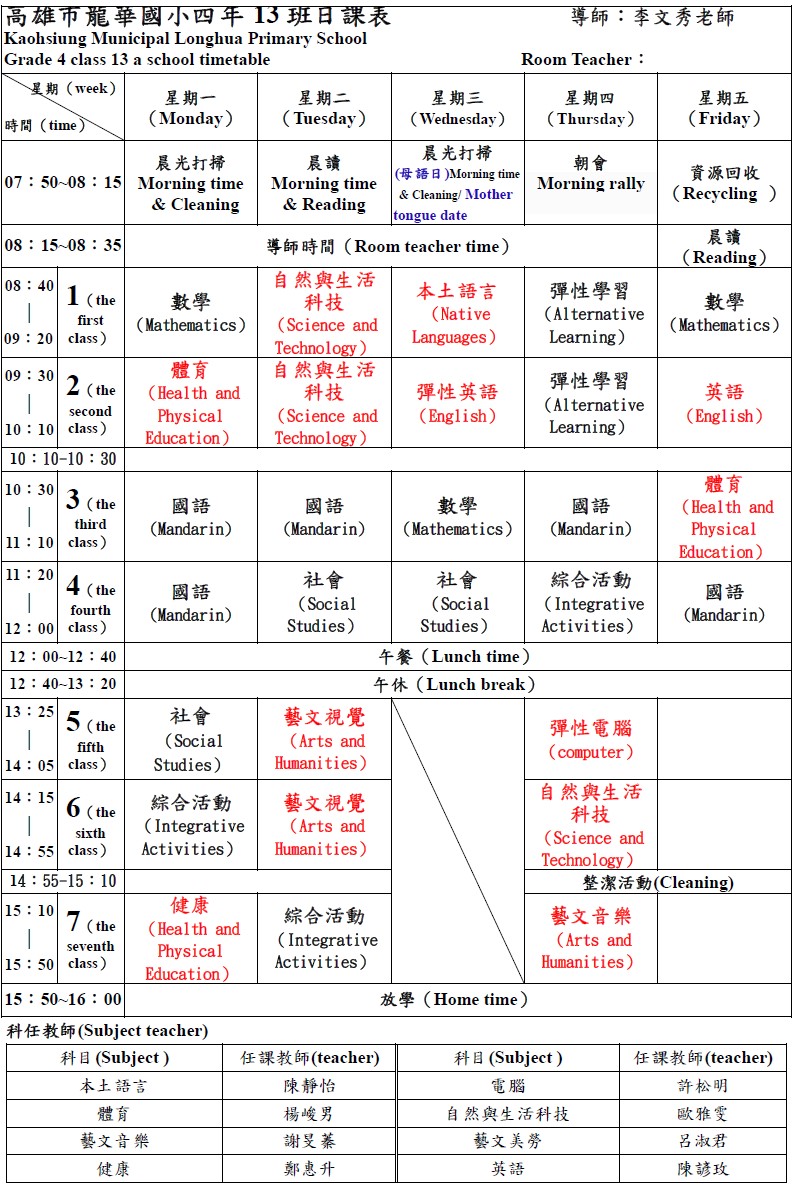 高雄市龍華國小四年 13 班日課表
導師：李文秀老師
Kaohsiung Municipal Longhua Primary School
Grade 4 class 13 a school timetable
Room Teacher：
星期（week）
時間（time）
星期一
（Monday）
星期二
（Tuesday）
星期三
（Wednesday）
星期四
（Thursday）
星期五
（Friday）
07：50~08：15
晨光打掃
Morning time
& Cleaning
晨讀
Morning time
& Reading
晨光打掃
(母語日)Morning time
& Cleaning/ Mother
tongue date
朝會
Morning rally
資源回收
（Recycling ）
08：15~08：35
導師時間（Room teacher time）
晨讀
（Reading）
08：40
｜
09：20
1（the
first
class）
數學
（Mathematics）
自然與生活
科技
（Science and
Technology）
本土語言
（Native
Languages）
彈性學習
（Alternative
Learning）
數學
（Mathematics）
09：30
｜
10：10
2（the
second
class）
體育
（Health and
Physical
Education）
自然與生活
科技
（Science and
Technology）
彈性英語
（English）
彈性學習
（Alternative
Learning）
英語
（English）
10：10-10：30
10：30
｜
11：10
3（the
third
class）
國語
（Mandarin）
國語
（Mandarin）
數學
（Mathematics）
國語
（Mandarin）
體育
（Health and
Physical
Education）
11：20
｜
12：00
4（the
fourth
class）
國語
（Mandarin）
社會
（Social
Studies）
社會
（Social
Studies）
綜合活動
（Integrative
Activities）
國語
（Mandarin）
12：00~12：40
午餐（Lunch time）
12：40~13：20
午休（Lunch break）
13：25
｜
14：05
5（the
fifth
class）
社會
（Social
Studies）
藝文視覺
（Arts and
Humanities）
彈性電腦
（computer）
14：15
｜
14：55
6（the
sixth
class）
綜合活動
（Integrative
Activities）
藝文視覺
（Arts and
Humanities）
自然與生活
科技
（Science and
Technology）
14：55-15：10
整潔活動(Cleaning)
15：10
｜
15：50
7（the
seventh
class）
健康
（Health and
Physical
Education）
綜合活動
（Integrative
Activities）
藝文音樂
（Arts and
Humanities）
15：50~16：00
放學（Home time）
科任教師(Subject teacher)
科目(Subject )
任課教師(teacher)
科目(Subject )
任課教師(teacher)
本土語言
陳靜怡
電腦
許松明
體育
楊峻男
自然與生活科技
歐雅雯
藝文音樂
謝旻蓁
藝文美勞
呂淑君
健康
鄭惠升
英語
陳諺玫